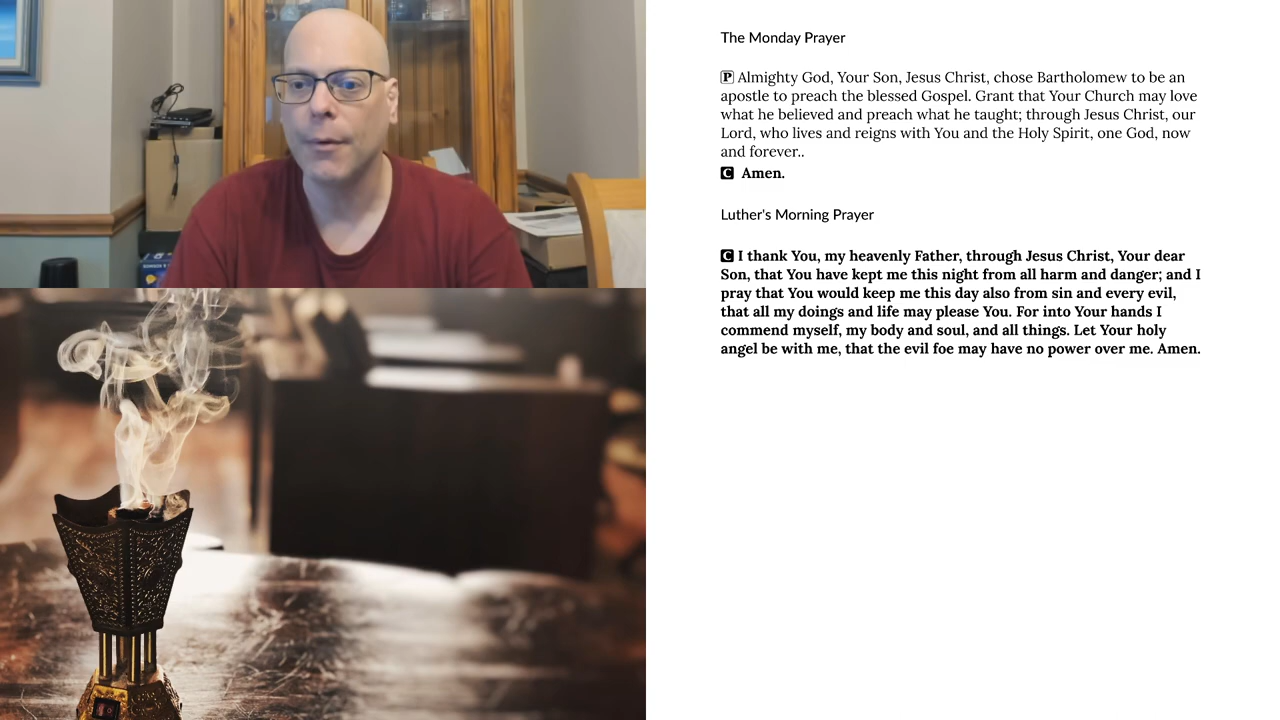 The Monday Prayer
P Almighty God, Your Son, Jesus Christ, chose Bartholomew to be an
apostle to preach the blessed Gospel. Grant that Your Church may love
what he believed and preach what he taught; through Jesus Christ, our
Lord, who lives and reigns with You and the Holy Spirit, one God, now
and forever..
C Amen.
Luther's Morning Prayer
C I thank You, my heavenly Father, through Jesus Christ, Your dear
Son, that You have kept me this night from all harm and danger; and I
pray that You would keep me this day also from sin and every evil,
that all my doings and life may please You. For into Your hands I
commend myself, my body and soul, and all things. Let Your holy
angel be with me, that the evil foe may have no power over me. Amen.